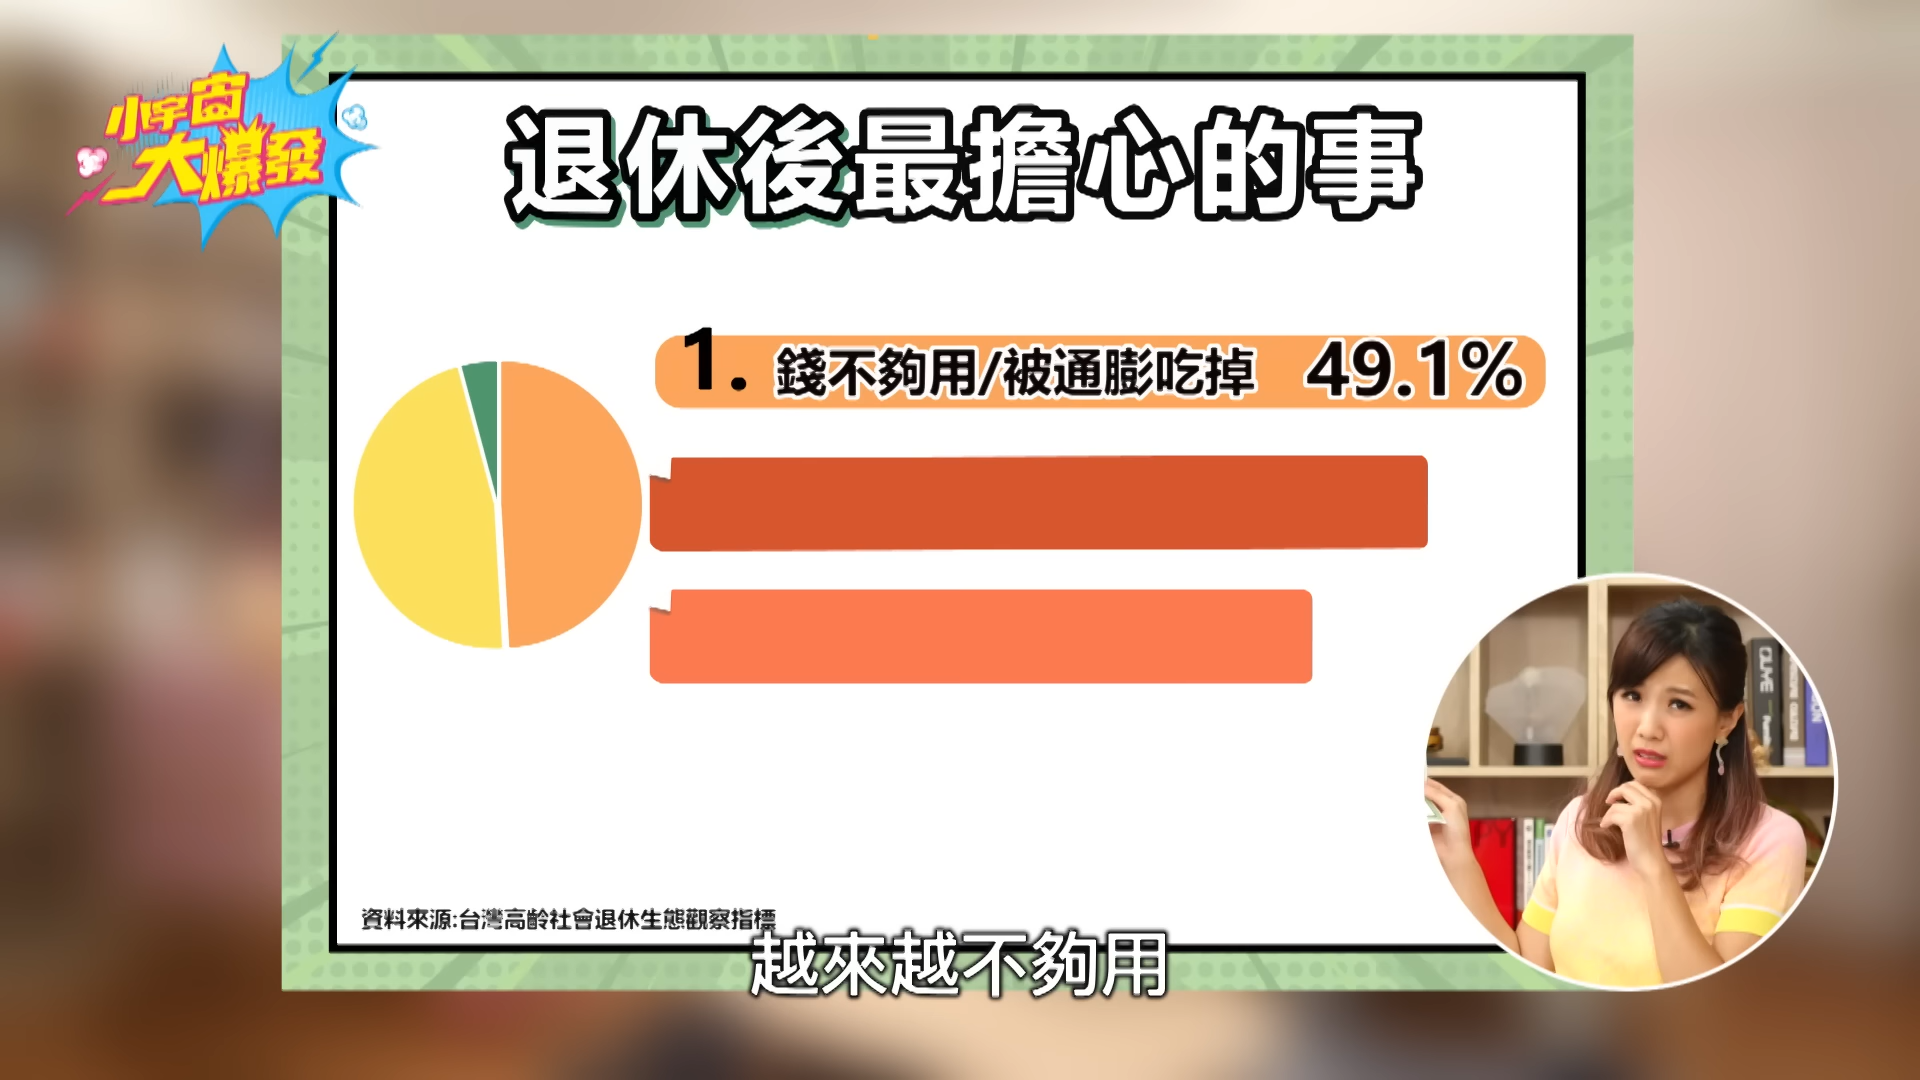 小宇宙
大爆發
退休後最擔心的事
1. 錢不夠用/被通膨吃掉 49.1%
資料來源:台灣高齡社會退休生態觀察指標
越來越不夠用